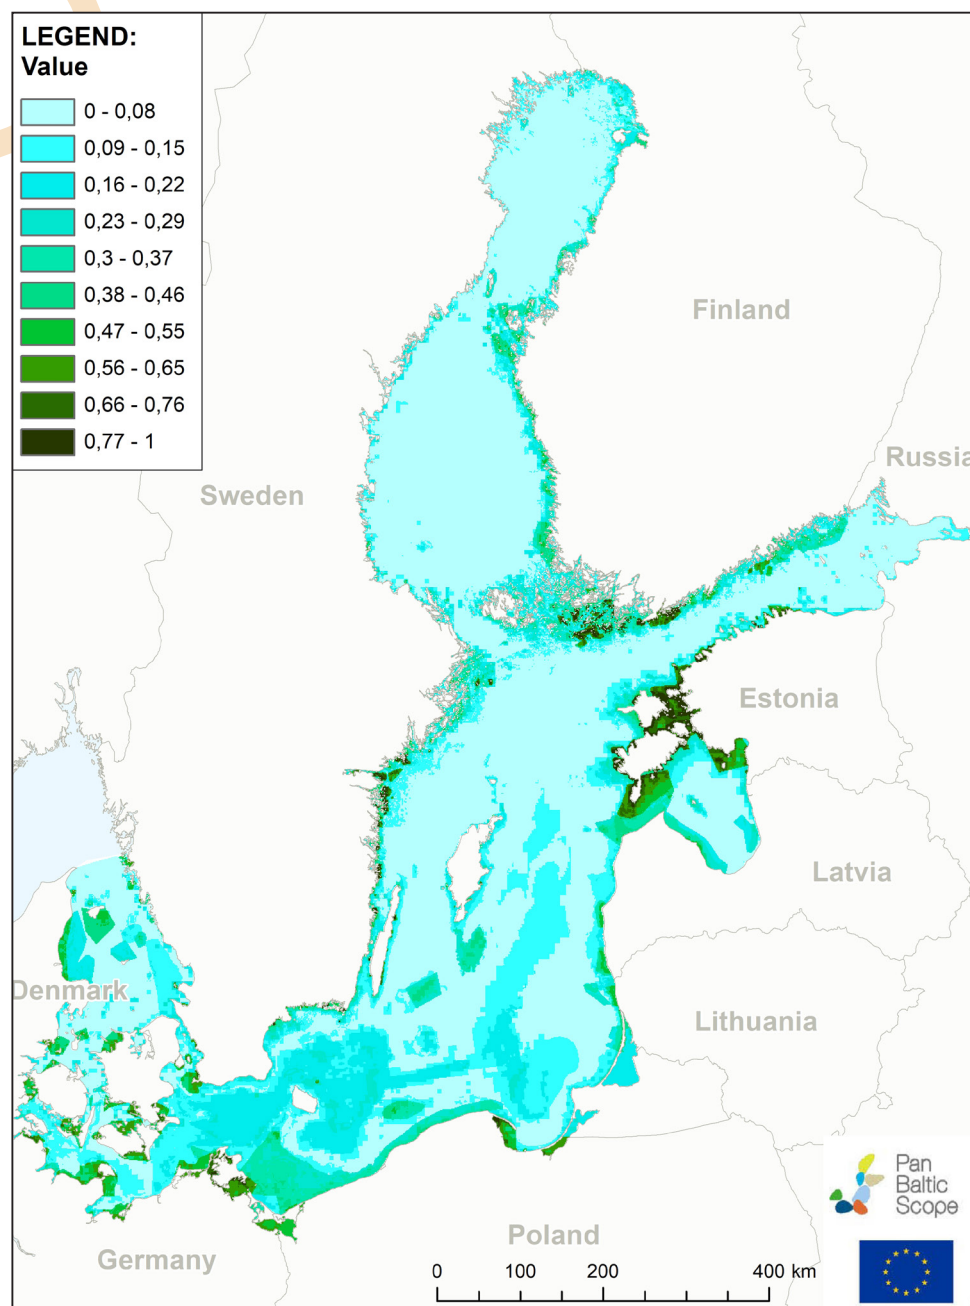 LEGEND:
Value
0 - 0,08
0,09 - 0,15
0,16 - 0,22
0,23 - 0,29
0,3 - 0,37
0,38 - 0,46
0,47 - 0,55
0,56 - 0,65
0,66 - 0,76
0,77 - 1
Finland
Russia
Sweden
Estonia
Latvia
Denmark
Lithuania
Pan
Baltic
Scope
Poland
Germany
0 100 200 400 km